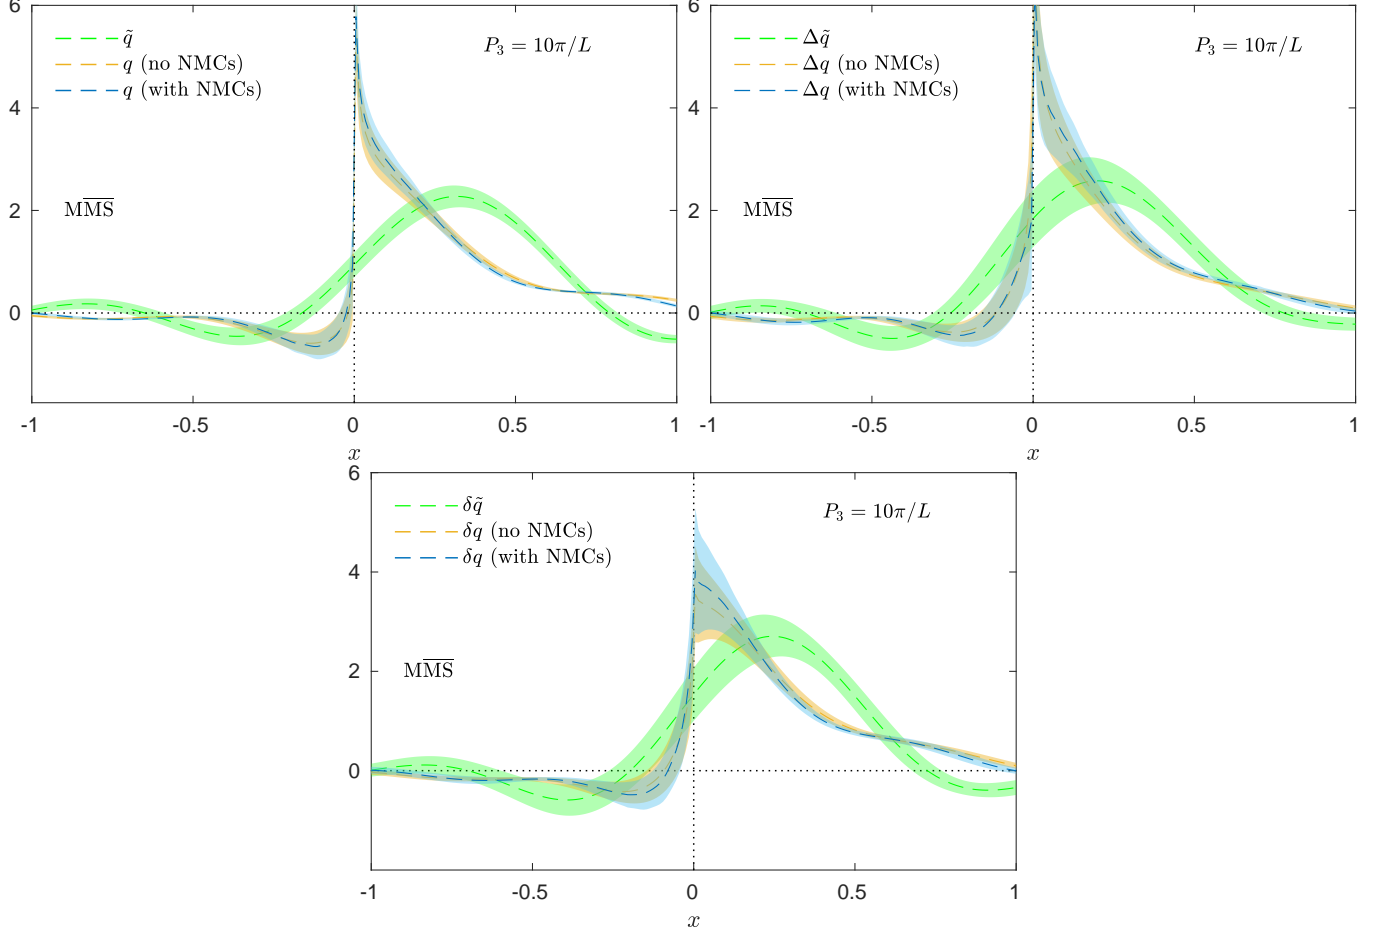 6
4
2
0
-1
-0.5
0
0.5
1
x
q̃
q (no NMCs)
q (with NMCs)
P₃ = 10π/L
MM̅S̅
6
4
2
0
-1
-0.5
0
0.5
1
x
Δq̃
Δq (no NMCs)
Δq (with NMCs)
P₃ = 10π/L
MM̅S̅
6
4
2
0
-1
-0.5
0
0.5
1
x
δq̃
δq (no NMCs)
δq (with NMCs)
P₃ = 10π/L
MM̅S̅